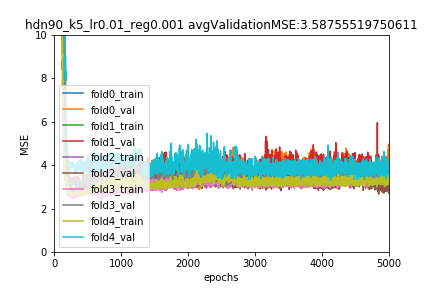 hdn90_k5_lr0.01_reg0.001 avgValidationMSE:3.58755519750611
10
8
6
4
2
0
MSE
fold0_train
fold0_val
fold1_train
fold1_val
fold2_train
fold2_val
fold3_train
fold3_val
fold4_train
fold4_val
0 1000 2000 3000 4000 5000
epochs